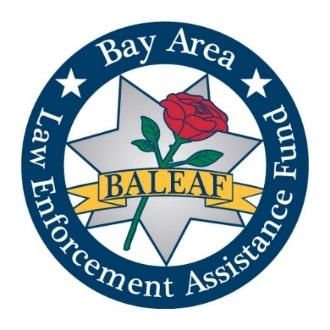 Bay Area
Law Enforcement Assistance Fund
BALEAF